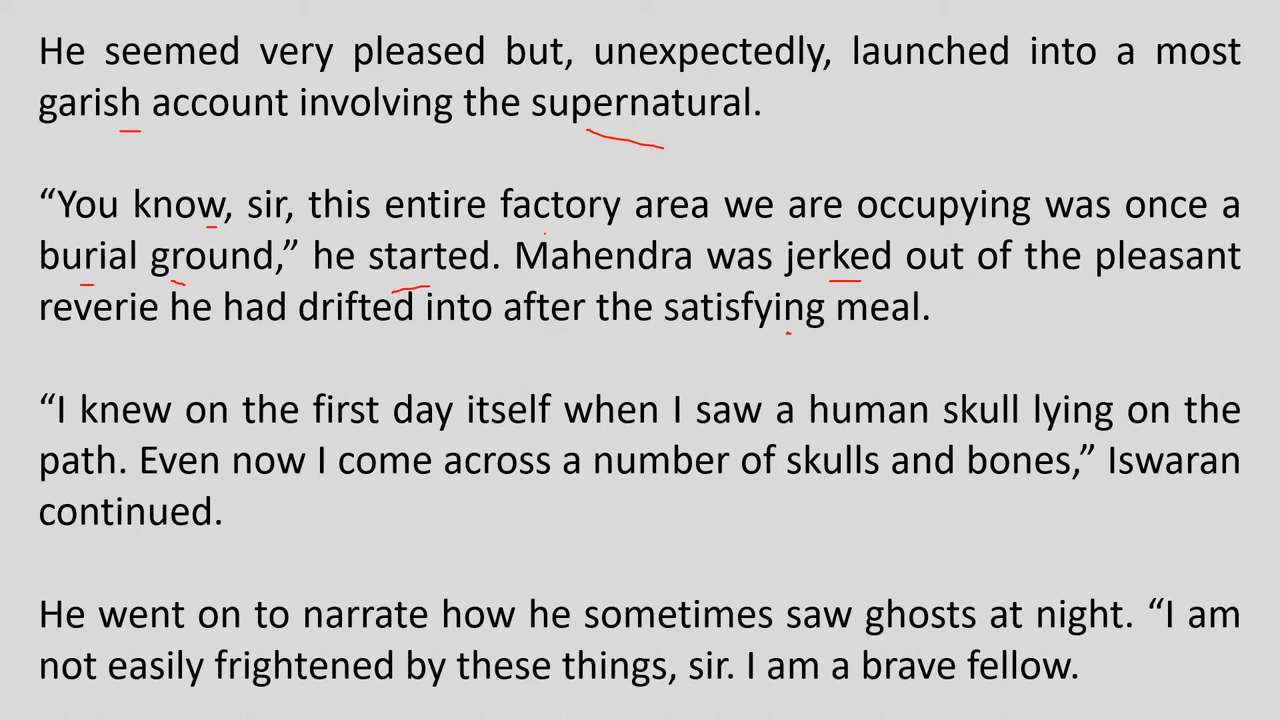 He seemed very pleased but, unexpectedly, launched into a most
garish account involving the supernatural.
“You know, sir, this entire factory area we are occupying was once a
burial ground,” he started. Mahendra was jerked out of the pleasant
reverie he had drifted into after the satisfying meal.
“I knew on the first day itself when I saw a human skull lying on the
path. Even now I come across a number of skulls and bones,” Iswaran
continued.
He went on to narrate how he sometimes saw ghosts at night. “I am
not easily frightened by these things, sir. I am a brave fellow.